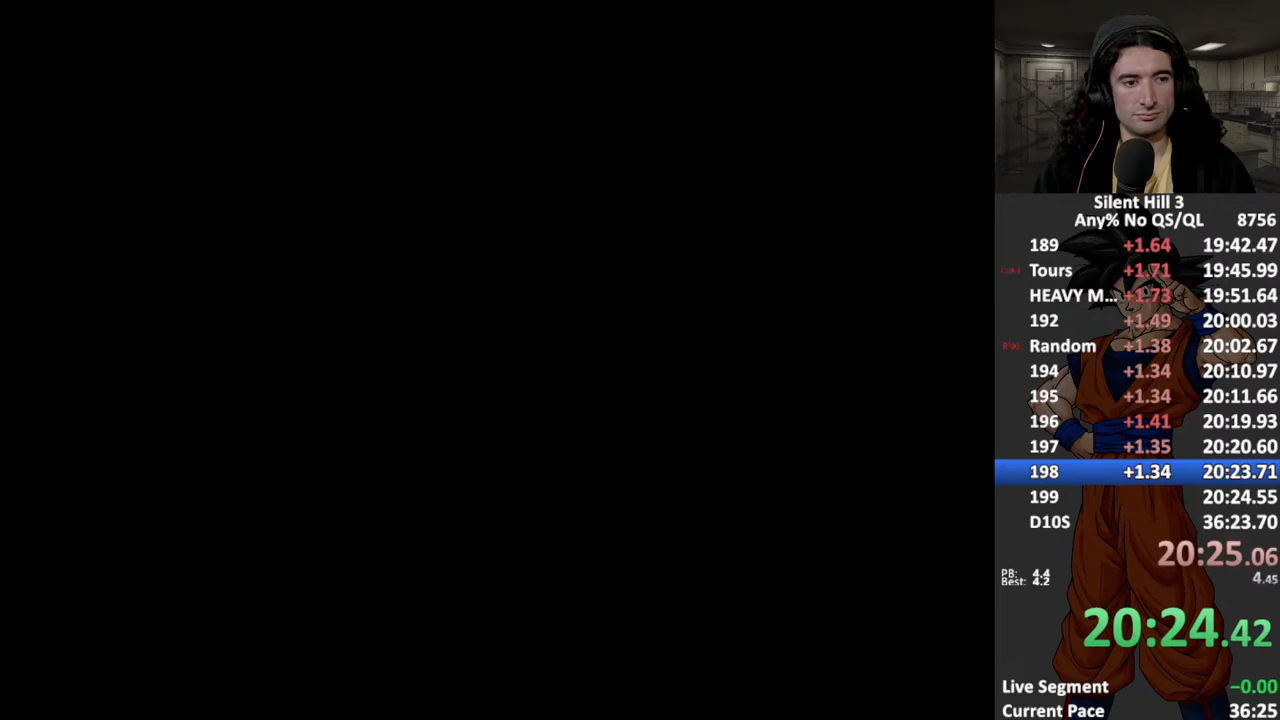 Silent Hill 3
Any% No QS/QL 8756
189 +1.64 19:42.47
Tours +1.71 19:45.99
HEAVY M... +1.73 19:51.64
192 +1.49 20:00.03
Random +1.38 20:02.67
194 +1.34 20:10.97
195 +1.34 20:11.66
196 +1.41 20:19.93
197 +1.35 20:20.60
198 +1.34 20:23.71
199 20:24.55
D10S 36:23.70
20:25.06
PB: 4.4 4.45
Best: 4.2
20:24.42
Live Segment −0.00
Current Pace 36:25